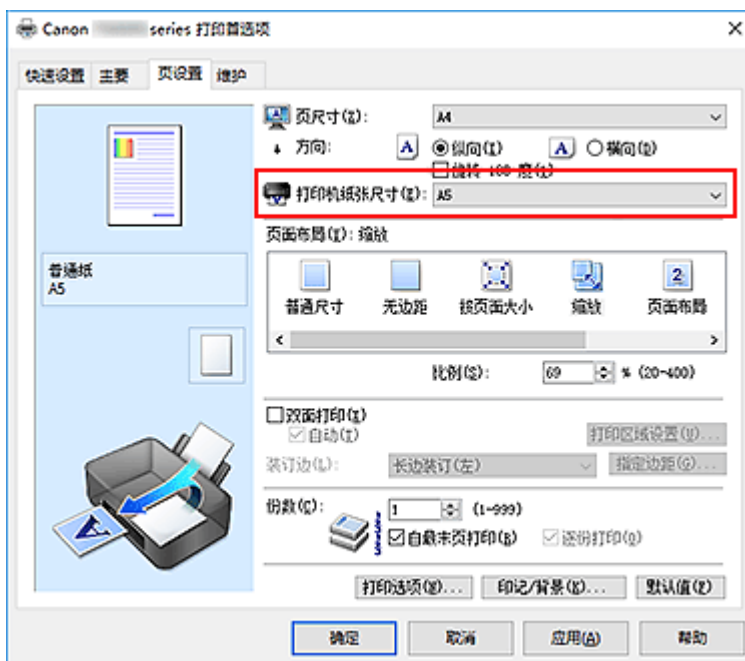 Canon series 打印首选项
快速设置 主要 页设置 维护
页尺寸(Z): A4
方向: A 纵向(I) A 横向(D)
打印机纸张尺寸(E): A5
页面布局(Y): 缩放
普通纸
A5
普通尺寸 无边距 按页面大小 缩放 2 页面布局
比例(S): 69 % (20-400)
双面打印(X)
自动(T)
打印区域设置(U)...
装订边(L): 长边装订(左) 指定边距(G)...
份数(C): 1 (1-999)
自最末页打印(B) 逐份打印(O)
打印选项(N)... 印记/背景(K)... 默认值(F)
确定 取消 应用(A) 帮助